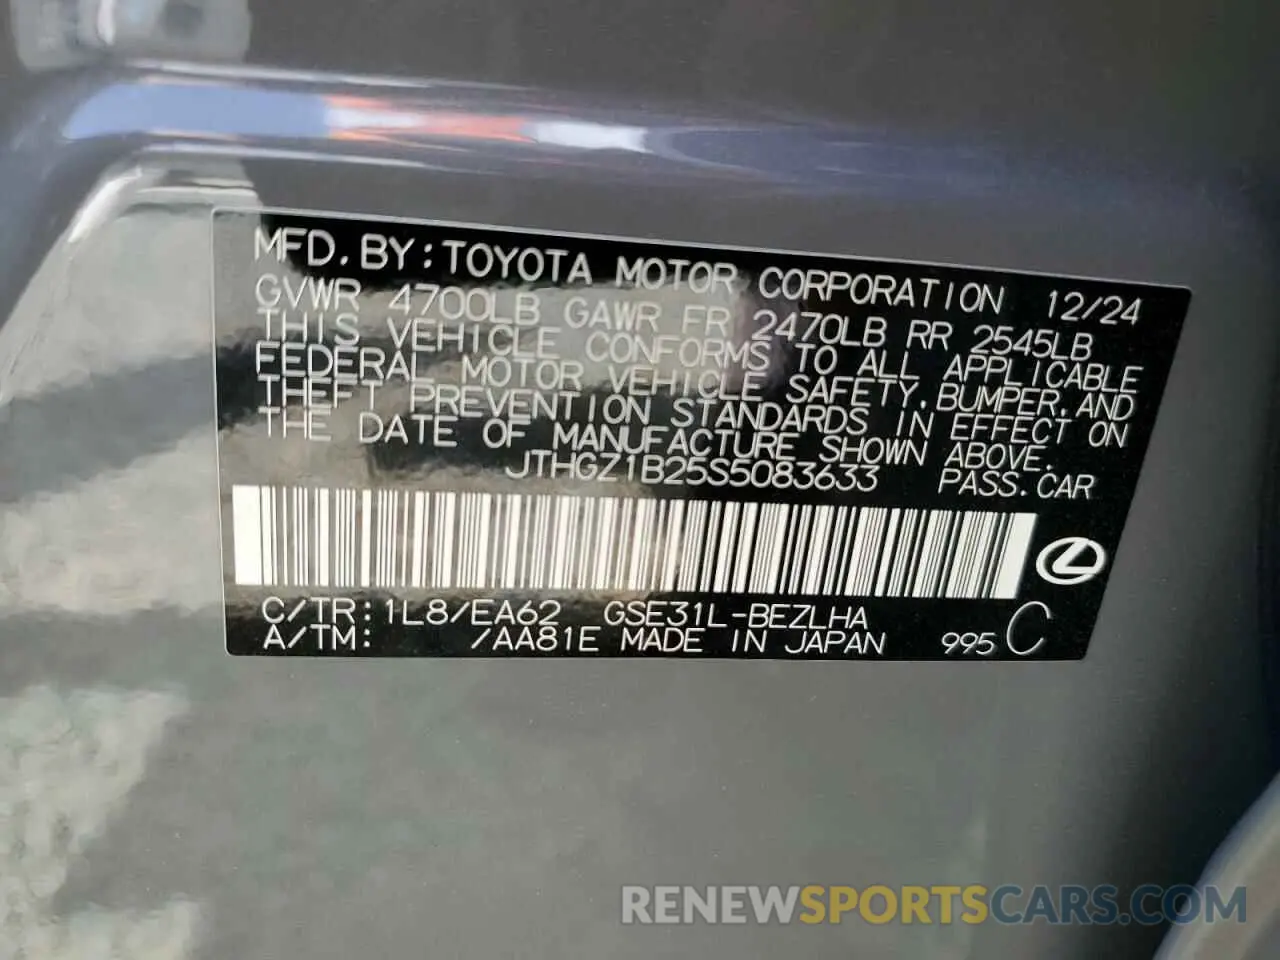 MFD. BY: TOYOTA MOTOR CORPORATION 12/24
GVWR 4700LB GAWR FR 2470LB RR 2545LB
THIS VEHICLE CONFORMS TO ALL APPLICABLE
FEDERAL MOTOR VEHICLE SAFETY, BUMPER, AND
THEFT PREVENTION STANDARDS IN EFFECT ON
THE DATE OF MANUFACTURE SHOWN ABOVE.
JTHGZ1B25S5083633 PASS. CAR
C/TR: 1L8/EA62 GSE31L-BEZLHA
A/TM: /AA81E MADE IN JAPAN 995 C
RENEWSPORTSCARS.COM